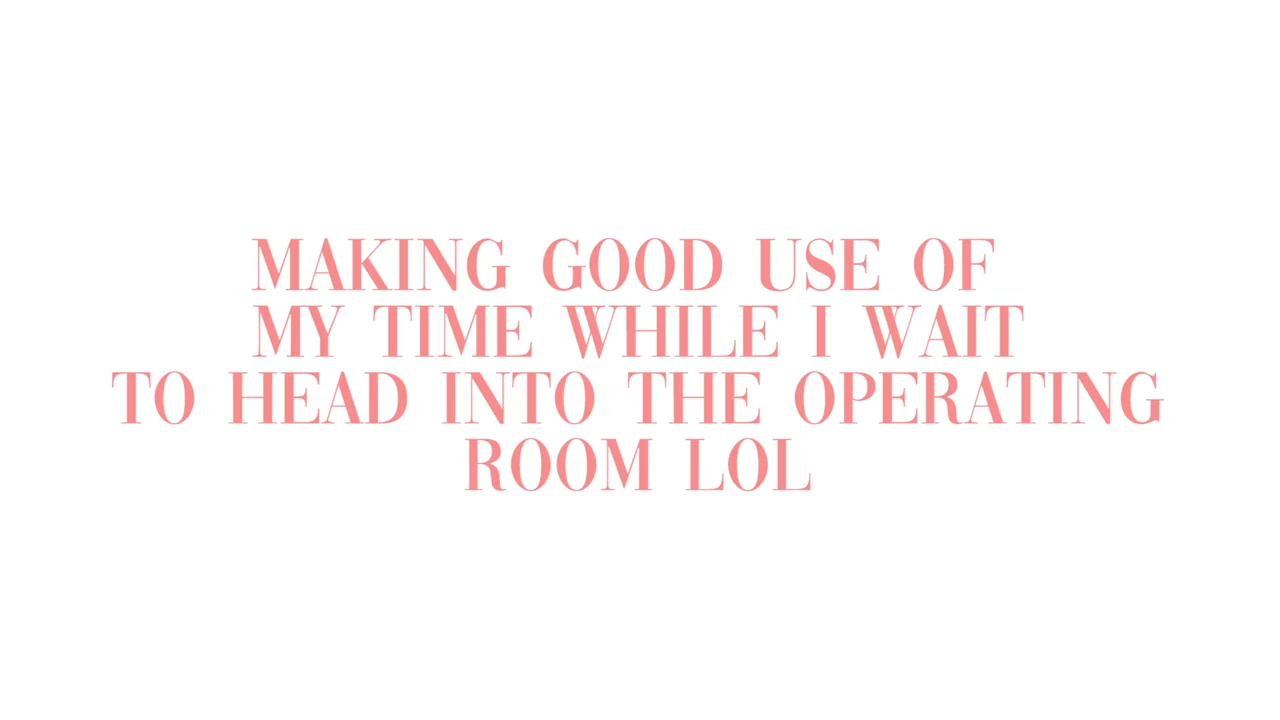 MAKING GOOD USE OF
MY TIME WHILE I WAIT
TO HEAD INTO THE OPERATING
ROOM LOL